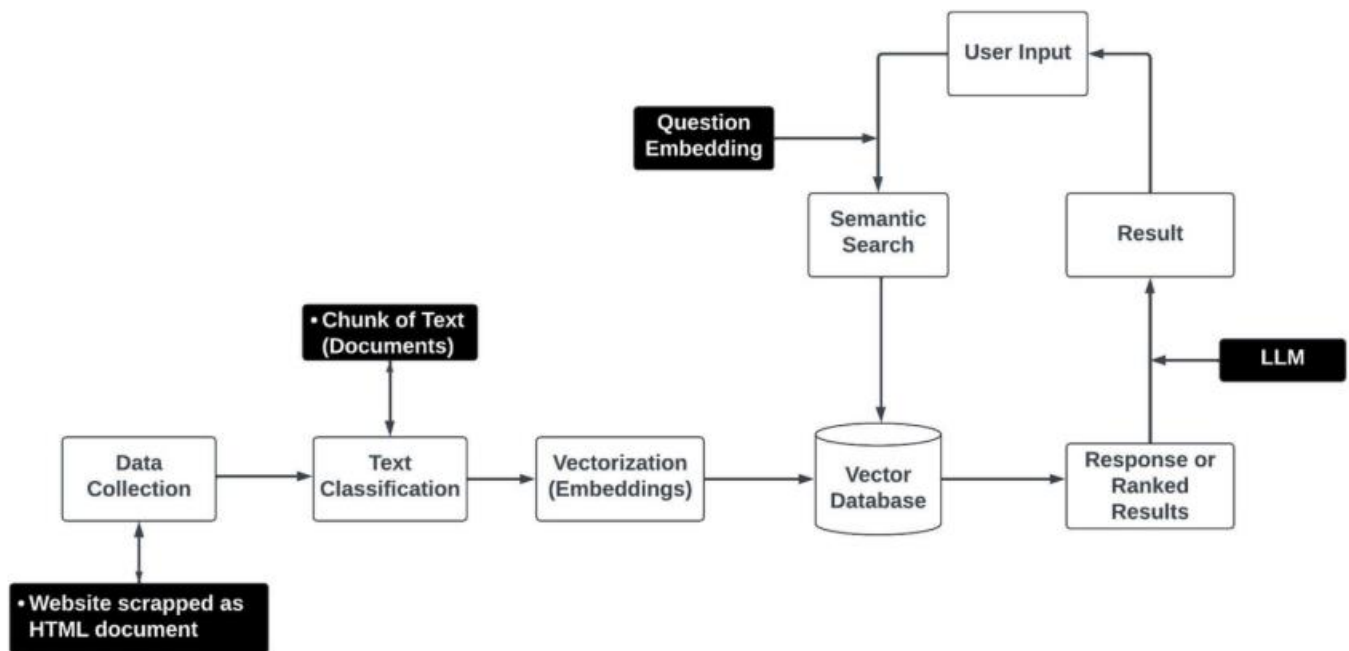 User Input
Question
Embedding
Semantic
Search
Result
• Chunk of Text
(Documents)
LLM
Data
Collection
Text
Classification
Vectorization
(Embeddings)
Vector
Database
Response or
Ranked
Results
• Website scrapped as
HTML document